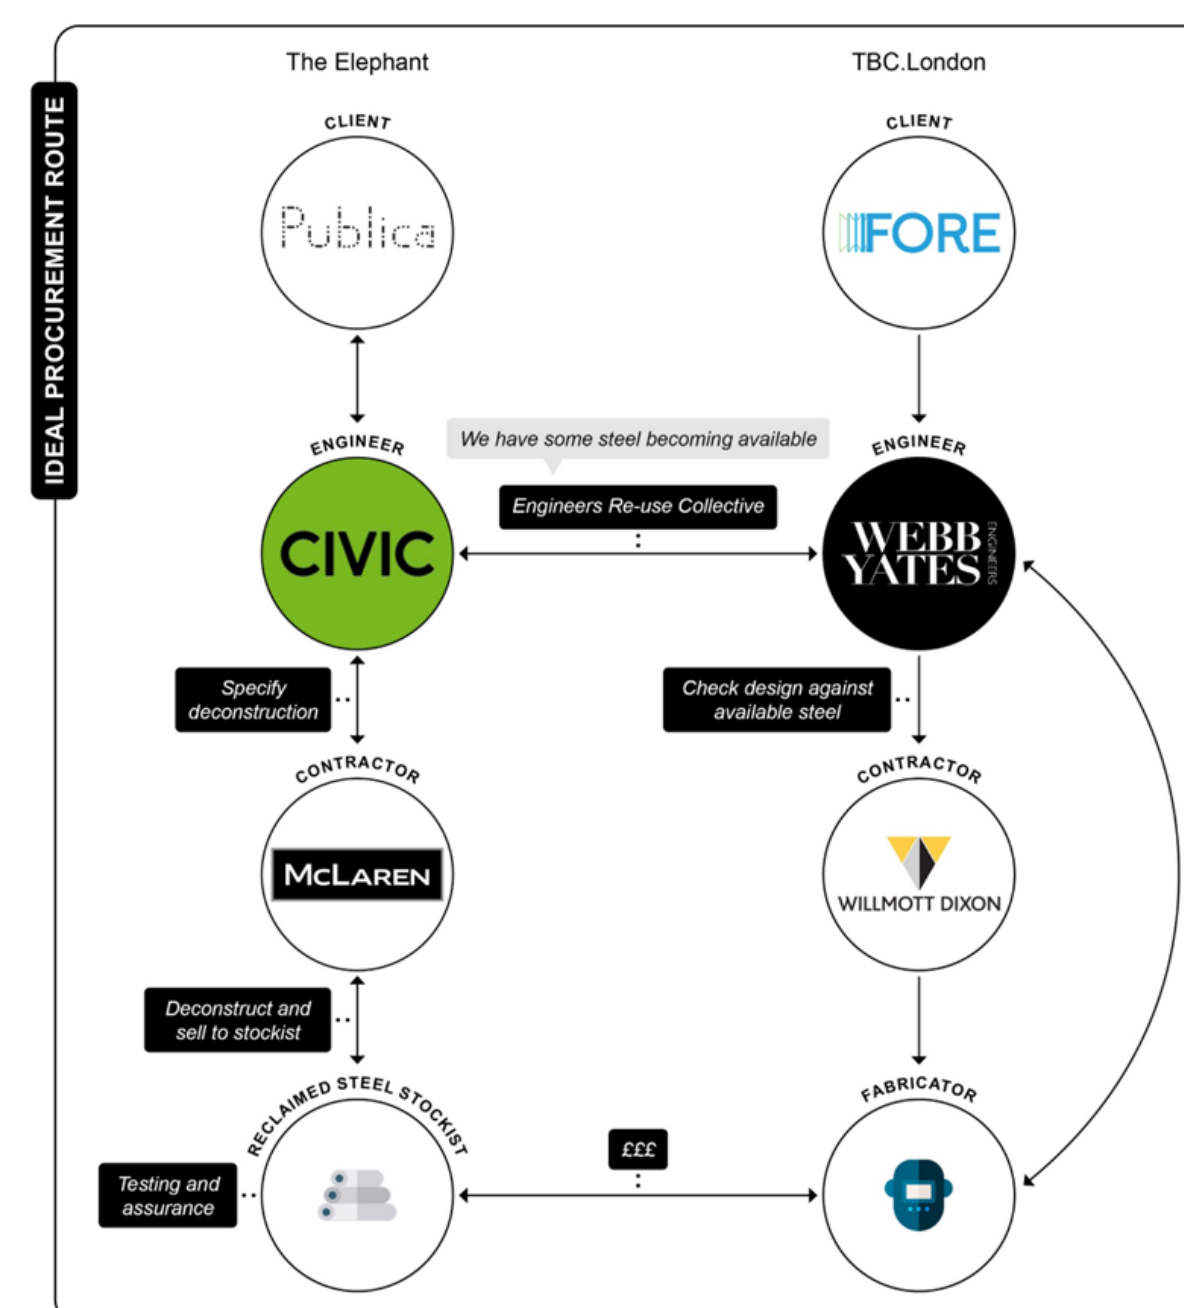 The Elephant
TBC.London
IDEAL PROCUREMENT ROUTE
CLIENT
Publica
CLIENT
FORE
We have some steel becoming available
ENGINEER
CIVIC
Engineers Re-use Collective
ENGINEER
WEBB
YATES
ENGINEERS
Specify
deconstruction
Check design against
available steel
CONTRACTOR
MCLAREN
CONTRACTOR
WILLMOTT DIXON
Deconstruct and
sell to stockist
RECLAIMED STEEL STOCKIST
FABRICATOR
£££
Testing and
assurance